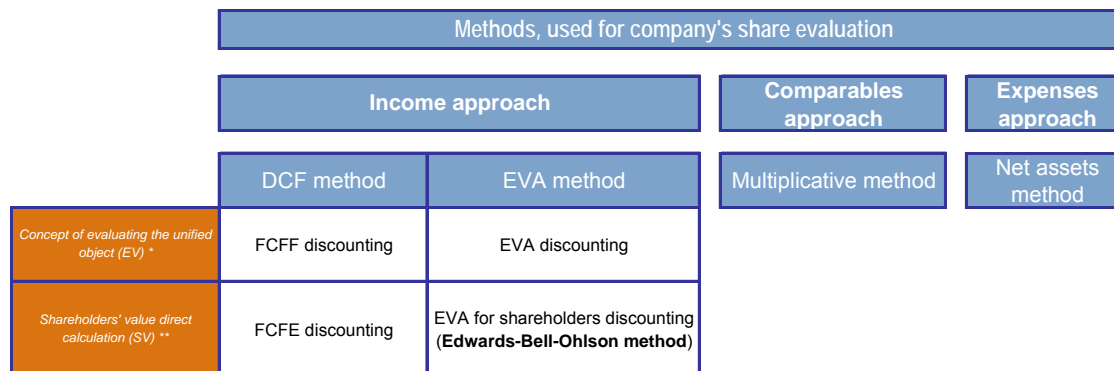 Methods, used for company's share evaluation
Income approach
Comparables
approach
Expenses
approach
DCF method
EVA method
Multiplicative method
Net assets
method
Concept of evaluating the unified
object (EV) *
FCFF discounting
EVA discounting
Shareholders' value direct
calculation (SV) **
FCFE discounting
EVA for shareholders discounting
(Edwards-Bell-Ohlson method)